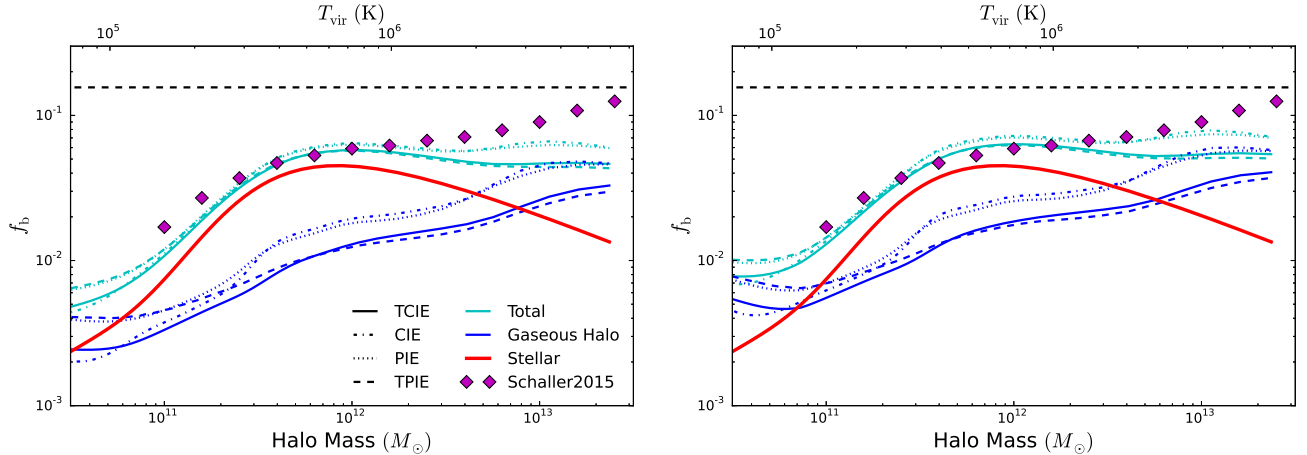 T_vir (K)
10^5 10^6
10^-1
10^-2
10^-3
f_b
TCIE Total
CIE Gaseous Halo
PIE Stellar
TPIE Schaller2015
10^11 10^12 10^13
Halo Mass (M_⊙)
T_vir (K)
10^5 10^6
10^-1
10^-2
10^-3
f_b
10^11 10^12 10^13
Halo Mass (M_⊙)